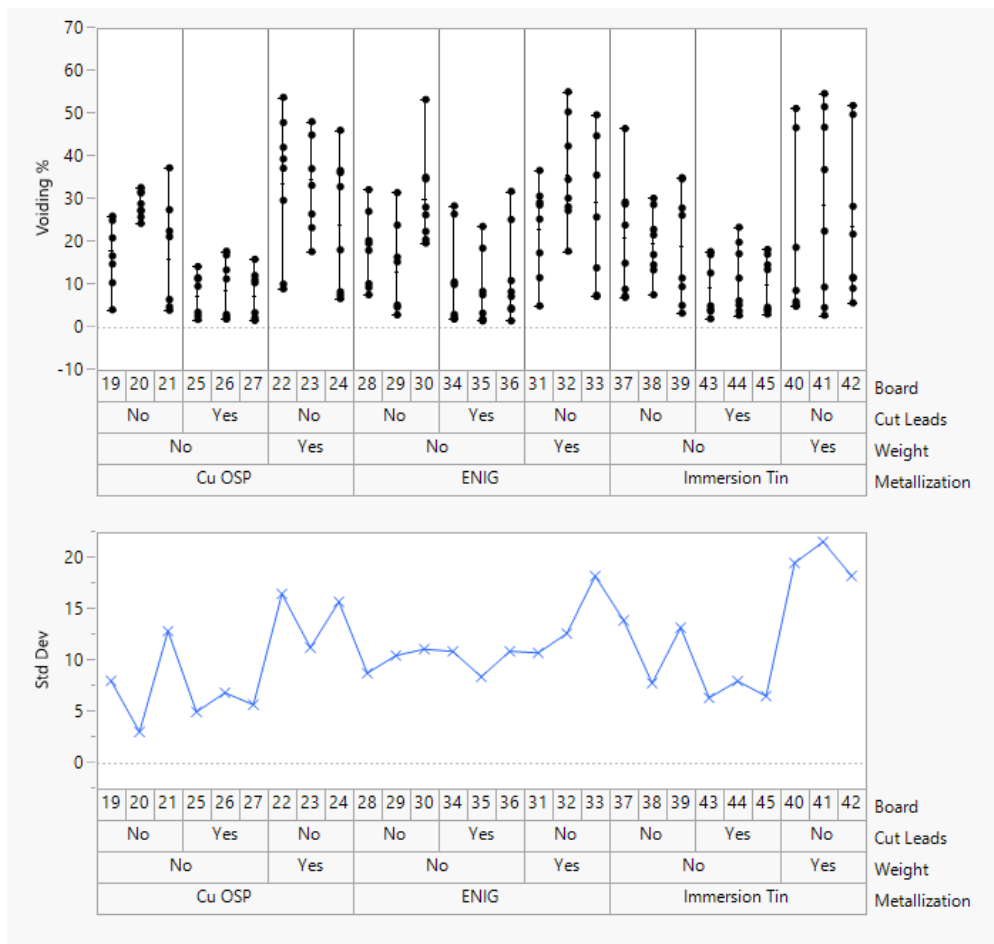 70
60
50
40
30
20
10
0
-10
Voiding %
19 20 21 25 26 27 22 23 24 28 29 30 34 35 36 31 32 33 37 38 39 43 44 45 40 41 42 Board
No Yes No No Yes No No Yes No Cut Leads
No Yes No Yes No Yes Weight
Cu OSP ENIG Immersion Tin Metallization
20
15
10
5
0
Std Dev
19 20 21 25 26 27 22 23 24 28 29 30 34 35 36 31 32 33 37 38 39 43 44 45 40 41 42 Board
No Yes No No Yes No No Yes No Cut Leads
No Yes No Yes No Yes Weight
Cu OSP ENIG Immersion Tin Metallization